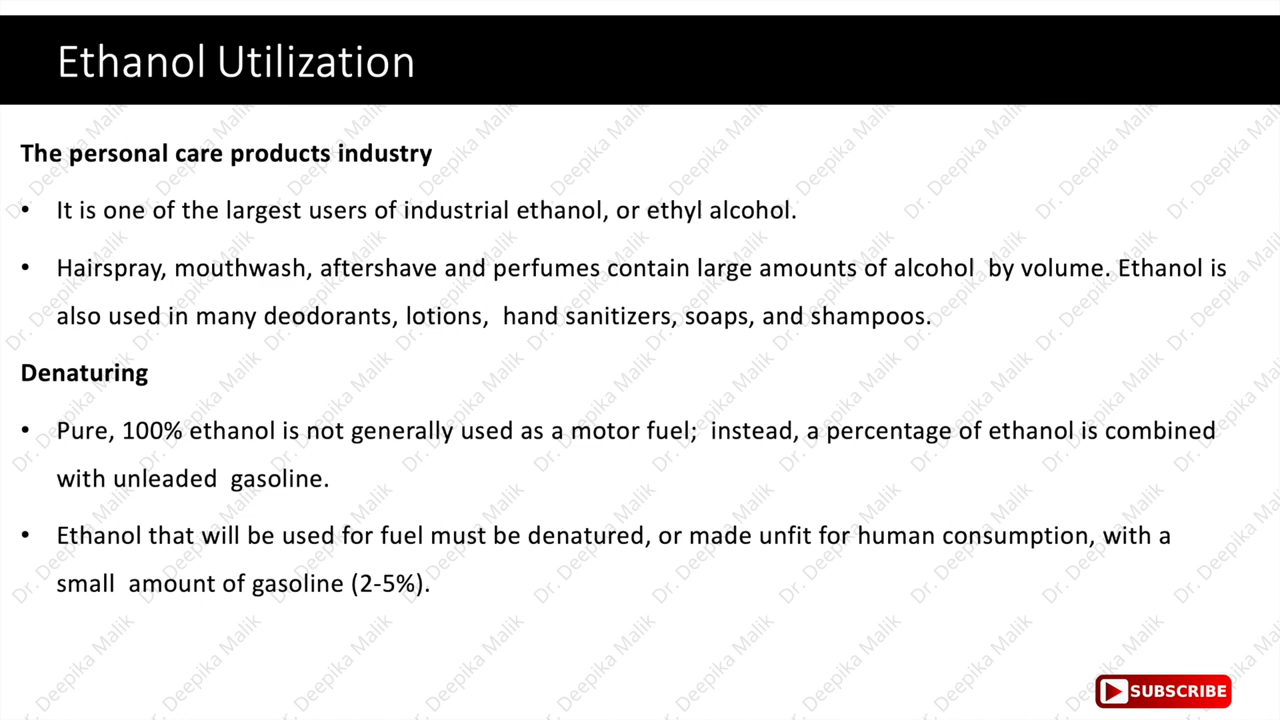 Ethanol Utilization
The personal care products industry
• It is one of the largest users of industrial ethanol, or ethyl alcohol.
• Hairspray, mouthwash, aftershave and perfumes contain large amounts of alcohol by volume. Ethanol is
also used in many deodorants, lotions, hand sanitizers, soaps, and shampoos.
Denaturing
• Pure, 100% ethanol is not generally used as a motor fuel; instead, a percentage of ethanol is combined
with unleaded gasoline.
• Ethanol that will be used for fuel must be denatured, or made unfit for human consumption, with a
small amount of gasoline (2-5%).
SUBSCRIBE
Dr. Deepika Malik